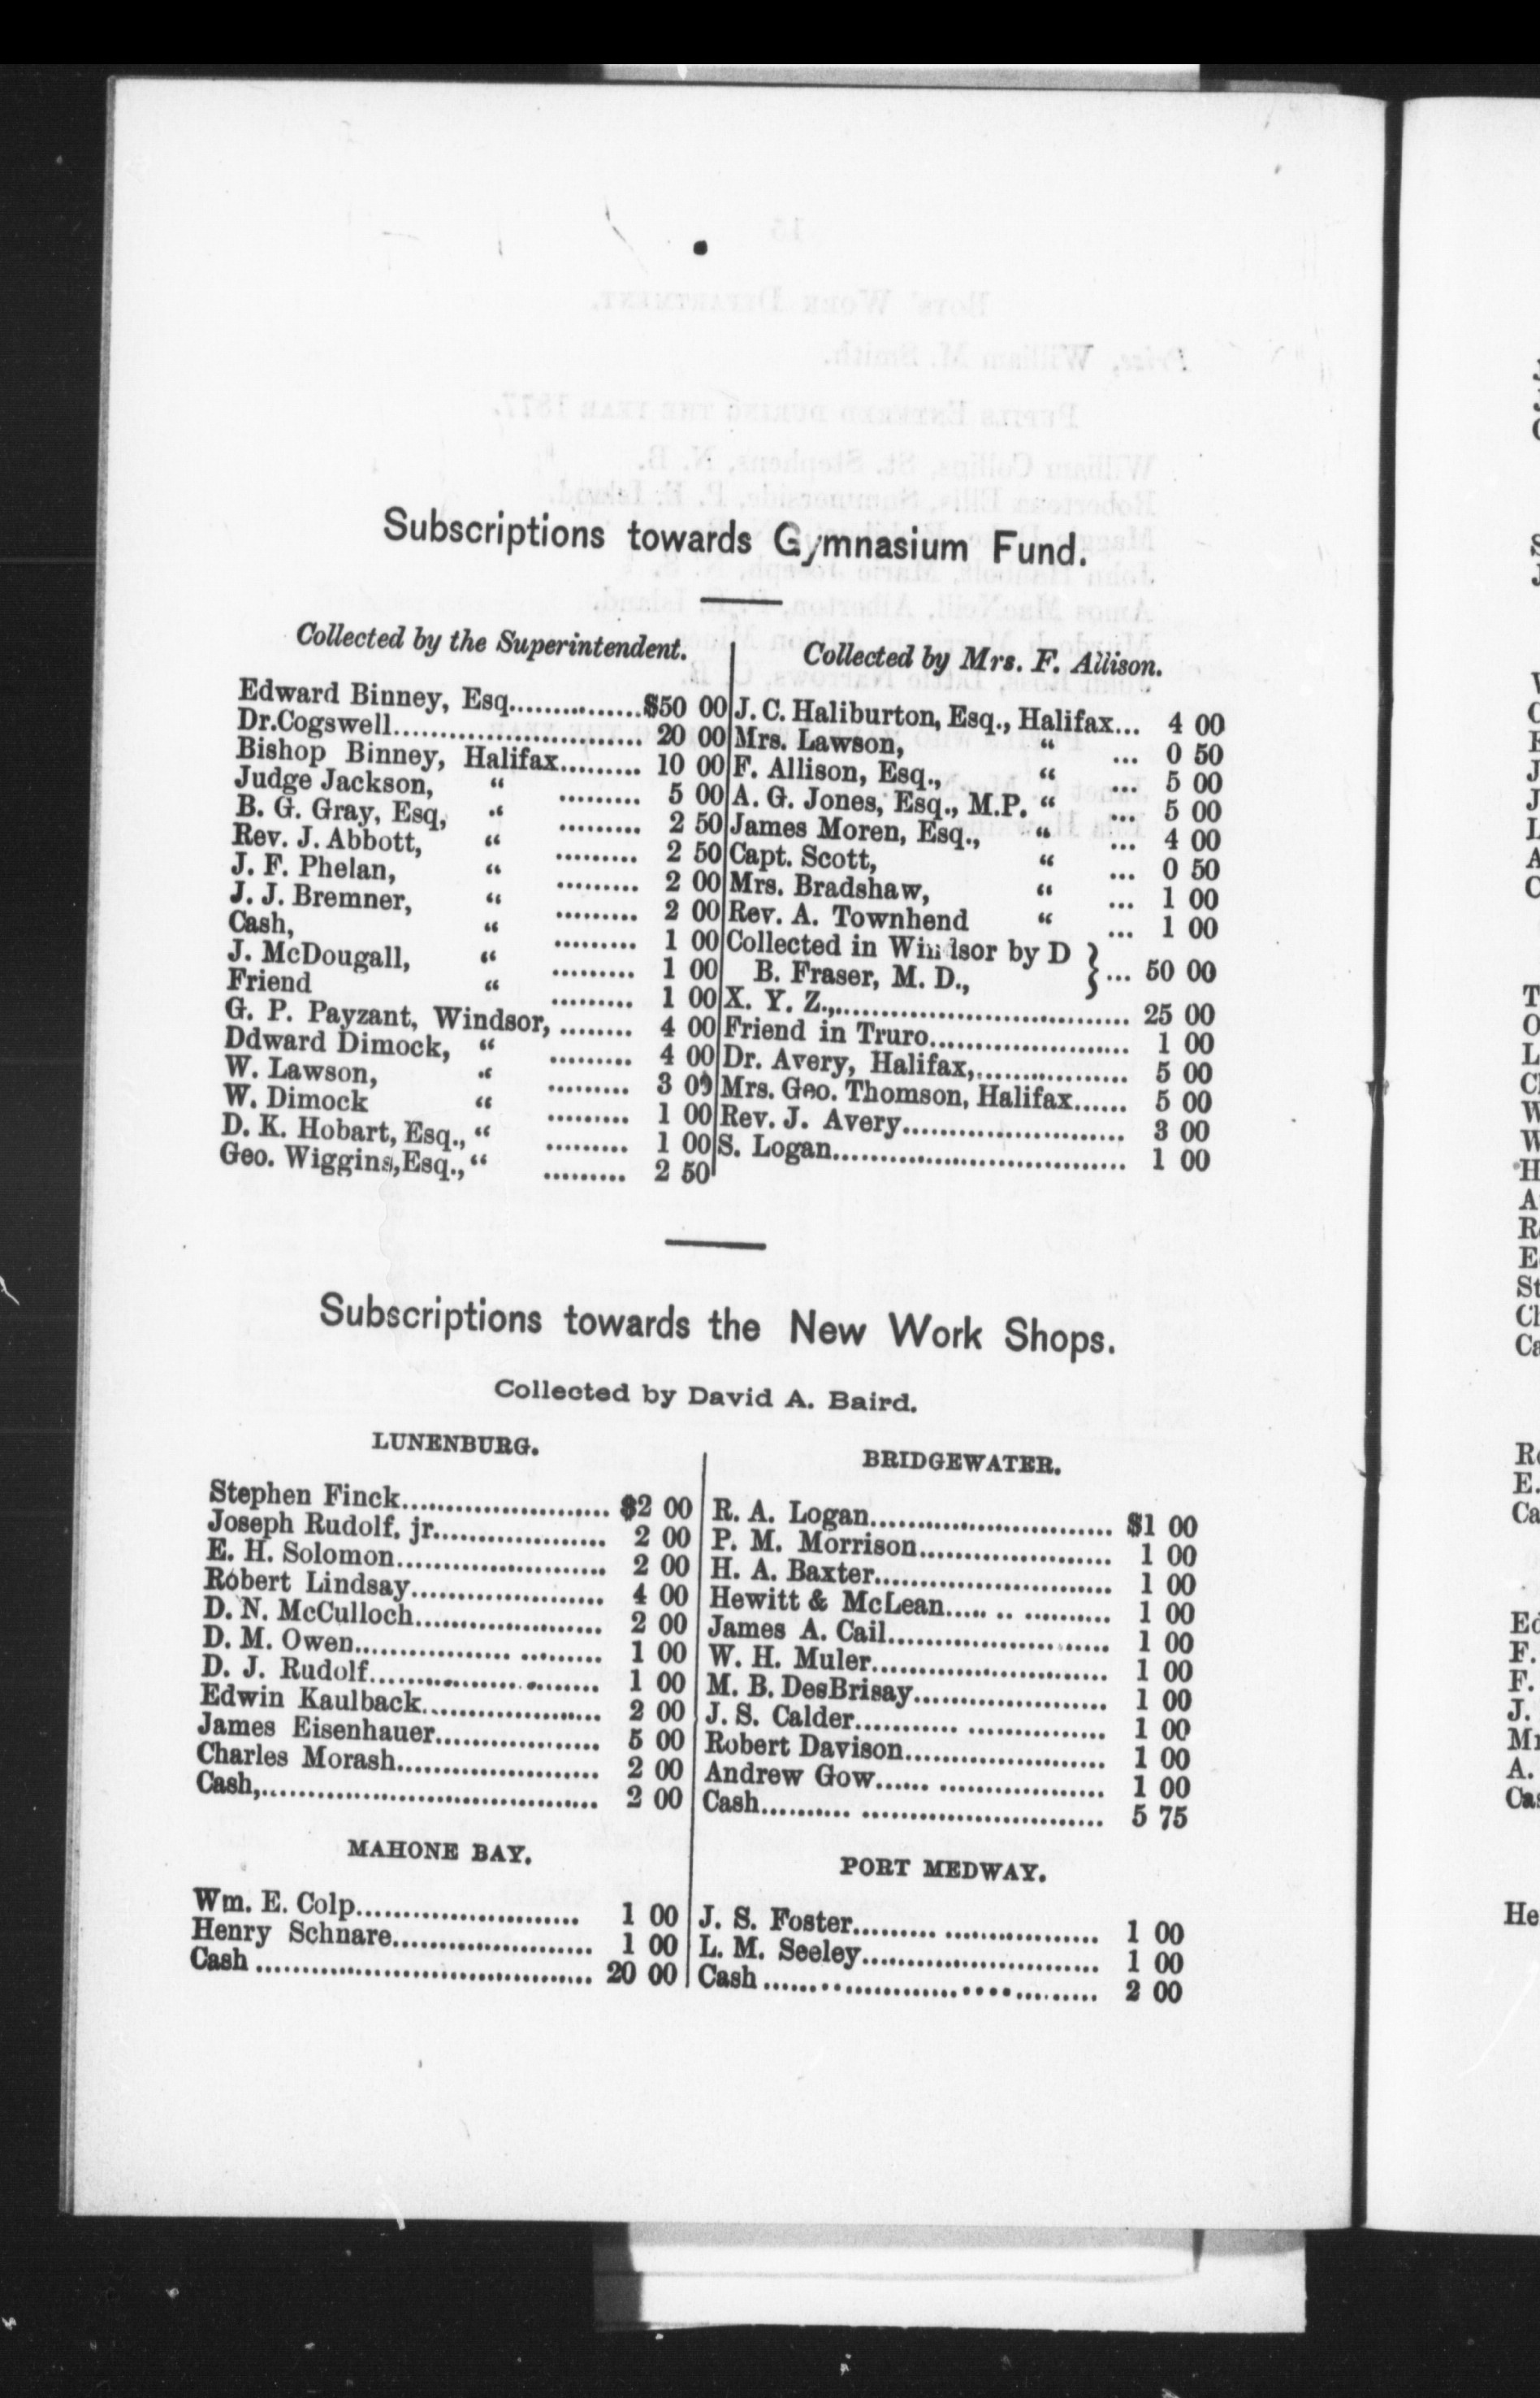 Subscriptions towards Gymnasium Fund.
Collected by the Superintendent.
Edward Binney, Esq...............$50 00
Dr.Cogswell........................... 20 00
Bishop Binney, Halifax......... 10 00
Judge Jackson, “ ......... 5 00
B. G. Gray, Esq, “ ......... 2 50
Rev. J. Abbott, “ ......... 2 50
J. F. Phelan, “ ......... 2 00
J. J. Bremner, “ ......... 2 00
Cash, “ ......... 1 00
J. McDougall, “ ......... 1 00
Friend “ ......... 1 00
G. P. Payzant, Windsor, ........ 4 00
Ddward Dimock, “ ......... 4 00
W. Lawson, “ ......... 3 00
W. Dimock “ ......... 1 00
D. K. Hobart, Esq., “ ......... 1 00
Geo. Wiggins,Esq., “ ......... 2 50
Collected by Mrs. F. Allison.
J. C. Haliburton, Esq., Halifax... 4 00
Mrs. Lawson, “ ... 0 50
F. Allison, Esq., “ ... 5 00
A. G. Jones, Esq., M.P. “ ... 5 00
James Moren, Esq., “ ... 4 00
Capt. Scott, “ ... 0 50
Mrs. Bradshaw, “ ... 1 00
Rev. A. Townhend “ ... 1 00
Collected in Windsor by D
B. Fraser, M. D., } ... 50 00
X. Y. Z.,................................ 25 00
Friend in Truro...................... 1 00
Dr. Avery, Halifax,................. 5 00
Mrs. Geo. Thomson, Halifax...... 5 00
Rev. J. Avery......................... 3 00
S. Logan................................ 1 00
Subscriptions towards the New Work Shops.
Collected by David A. Baird.
LUNENBURG.
Stephen Finck........................ $2 00
Joseph Rudolf, jr................... 2 00
E. H. Solomon........................ 2 00
Robert Lindsay...................... 4 00
D. N. McCulloch..................... 2 00
D. M. Owen.................. ......... 1 00
D. J. Rudolf.......................... 1 00
Edwin Kaulback.................... 2 00
James Eisenhauer.................. 5 00
Charles Morash...................... 2 00
Cash,..................................... 2 00
BRIDGEWATER.
R. A. Logan........................... $1 00
P. M. Morrison...................... 1 00
H. A. Baxter.......................... 1 00
Hewitt & McLean..... .. .......... 1 00
James A. Cail......................... 1 00
W. H. Muler.......................... 1 00
M. B. DesBrisay...................... 1 00
J. S. Calder............ ............... 1 00
Robert Davison...................... 1 00
Andrew Gow...... .................. 1 00
Cash.......... .......................... 5 75
MAHONE BAY.
Wm. E. Colp......................... 1 00
Henry Schnare...................... 1 00
Cash ..................................... 20 00
PORT MEDWAY.
J. S. Foster......... ................. 1 00
L. M. Seeley.......................... 1 00
Cash ..................................... 2 00